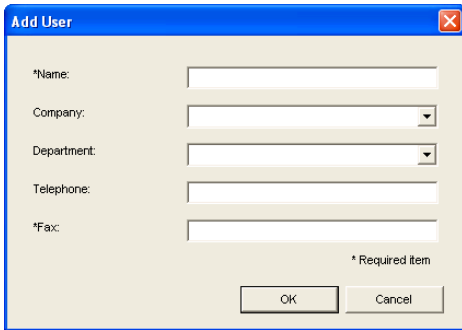 Add User
*Name:
Company:
Department:
Telephone:
*Fax:
* Required item
OK Cancel